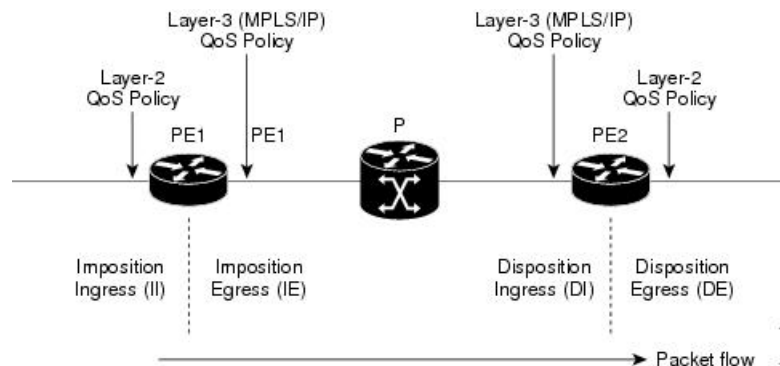 Layer-3 (MPLS/IP)
QoS Policy
Layer-3 (MPLS/IP)
QoS Policy
Layer-2
QoS Policy
Layer-2
QoS Policy
PE1
PE1
P
PE2
Imposition
Ingress (II)
Imposition
Egress (IE)
Disposition
Ingress (DI)
Disposition
Egress (DE)
Packet flow